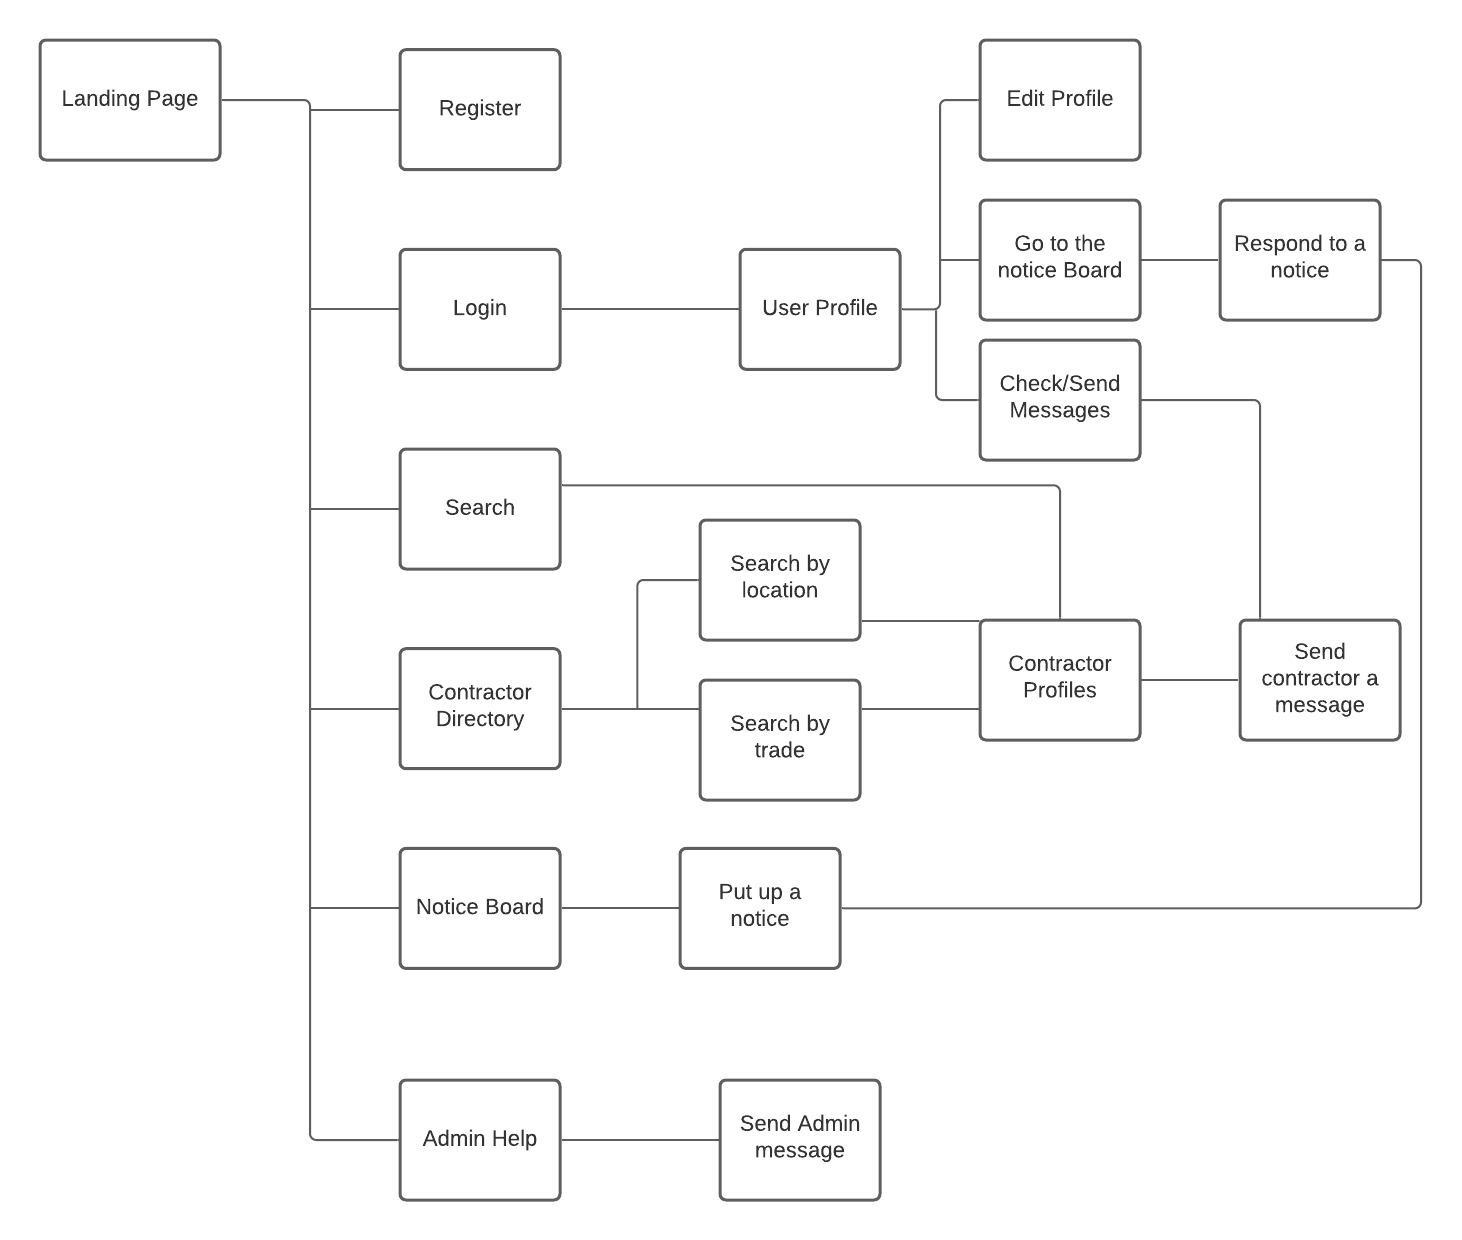 Landing Page
Register
Edit Profile
Go to the
notice Board
Respond to a
notice
Login
User Profile
Check/Send
Messages
Search
Search by
location
Contractor
Directory
Search by
trade
Contractor
Profiles
Send
contractor a
message
Notice Board
Put up a
notice
Admin Help
Send Admin
message